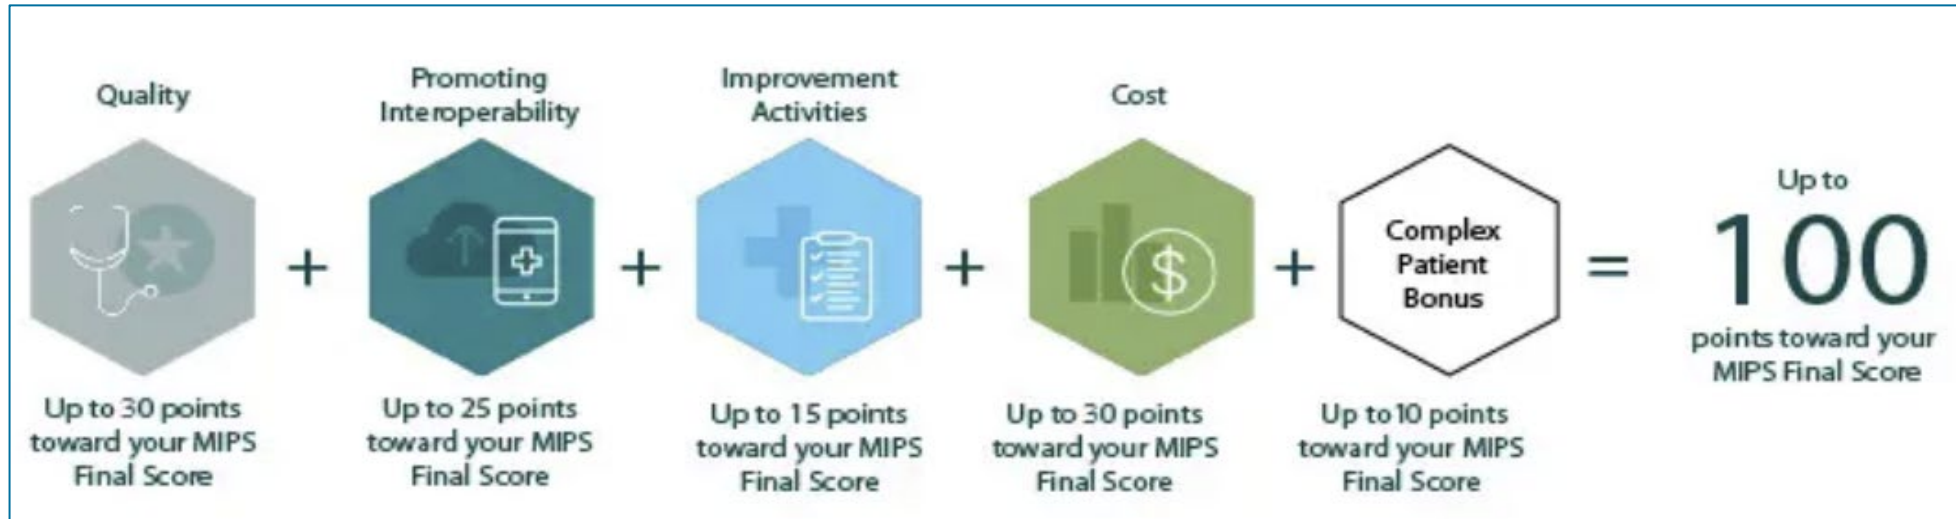 Quality
Up to 30 points
toward your MIPS
Final Score
+
Promoting
Interoperability
Up to 25 points
toward your MIPS
Final Score
+
Improvement
Activities
Up to 15 points
toward your MIPS
Final Score
+
Cost
$
Up to 30 points
toward your MIPS
Final Score
+
Complex
Patient
Bonus
Up to 10 points
toward your MIPS
Final Score
=
Up to
100
points toward your
MIPS Final Score